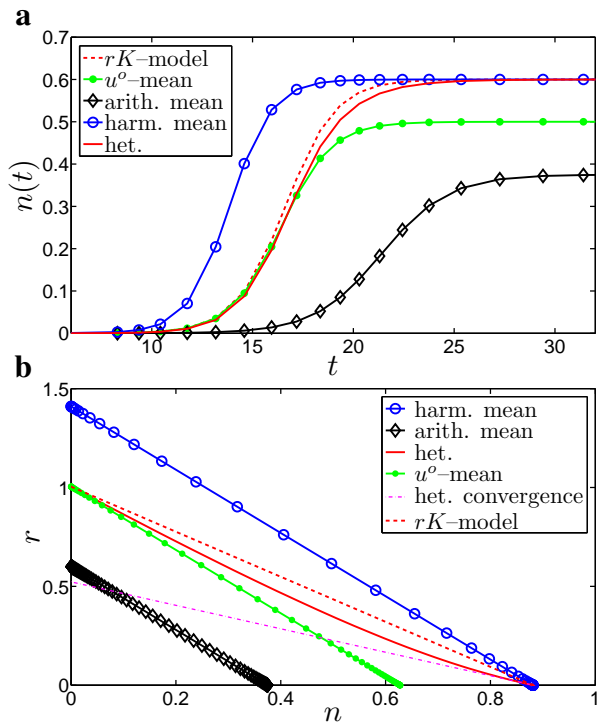 a
0.7
0.6
0.5
0.4
0.3
0.2
0.1
0
n(t)
rK–model
uᵒ–mean
arith. mean
harm. mean
het.
10 15 20 25 30
t
b
1.5
1
0.5
0
r
harm. mean
arith. mean
het.
uᵒ–mean
het. convergence
rK–model
0 0.2 0.4 0.6 0.8 1
n